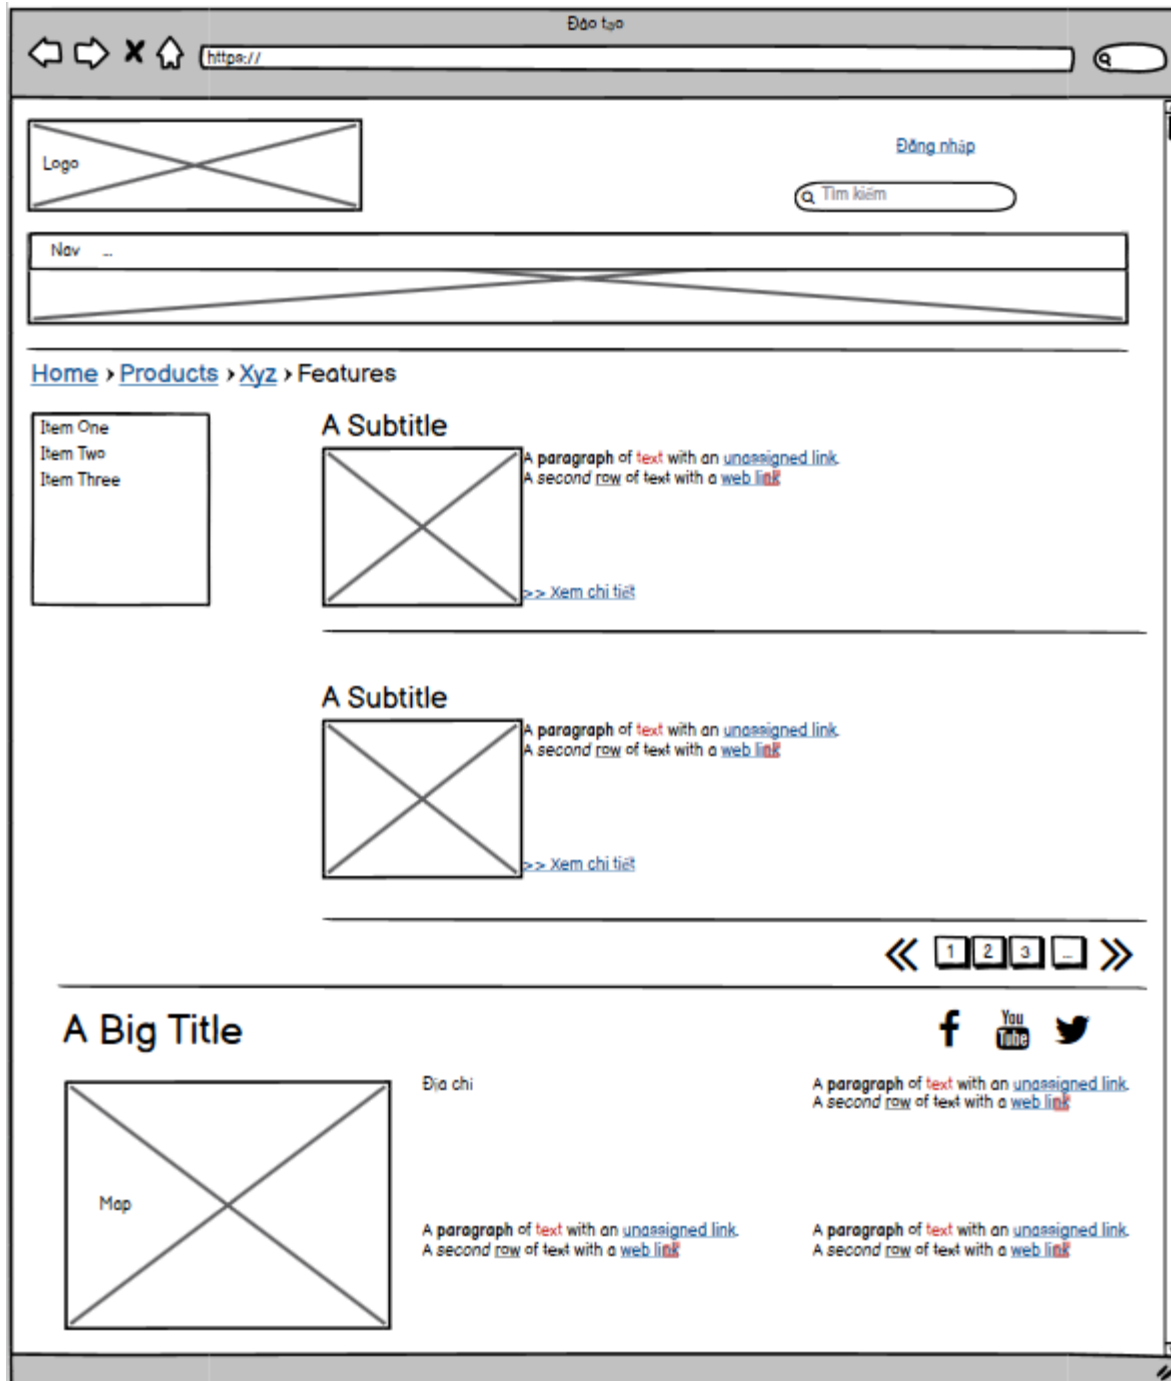 Đào tạo
https://
Logo
Đăng nhập
Tìm kiếm
Nav ...
Home › Products › Xyz › Features
Item One
Item Two
Item Three
A Subtitle
A paragraph of text with an unassigned link.
A second row of text with a web link
>> Xem chi tiết
A Subtitle
A paragraph of text with an unassigned link.
A second row of text with a web link
>> Xem chi tiết
1 2 3 ...
A Big Title
You
Tube
Map
Địa chỉ
A paragraph of text with an unassigned link.
A second row of text with a web link
A paragraph of text with an unassigned link.
A second row of text with a web link
A paragraph of text with an unassigned link.
A second row of text with a web link